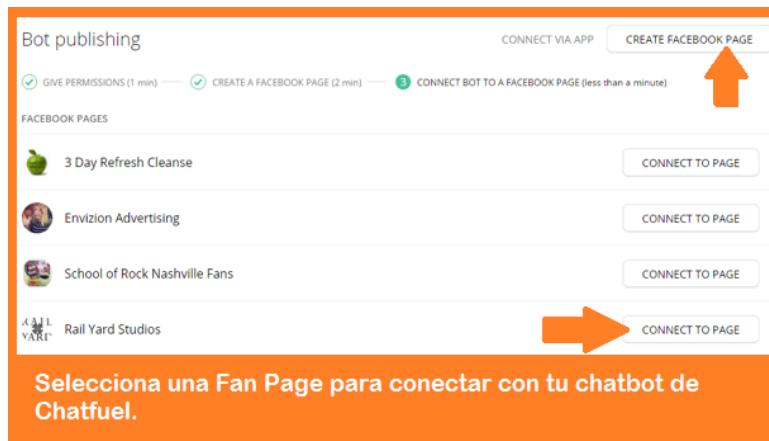 Bot publishing
CONNECT VIA APP
CREATE FACEBOOK PAGE
GIVE PERMISSIONS (1 min)
CREATE A FACEBOOK PAGE (2 min)
3 CONNECT BOT TO A FACEBOOK PAGE (less than a minute)
FACEBOOK PAGES
3 Day Refresh Cleanse
CONNECT TO PAGE
Envizion Advertising
CONNECT TO PAGE
School of Rock Nashville Fans
CONNECT TO PAGE
Rail Yard Studios
CONNECT TO PAGE
Selecciona una Fan Page para conectar con tu chatbot de
Chatfuel.